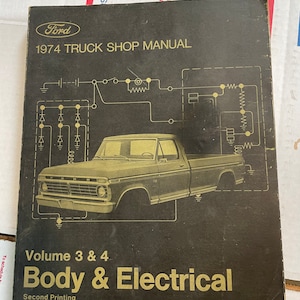 Ford
1974 TRUCK SHOP MANUAL
Volume 3 & 4
Body & Electrical
Second Printing